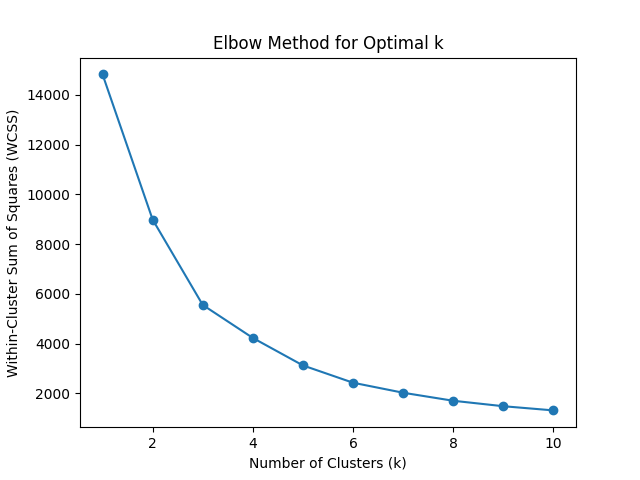 Elbow Method for Optimal k
Within-Cluster Sum of Squares (WCSS)
14000
12000
10000
8000
6000
4000
2000
2 4 6 8 10
Number of Clusters (k)